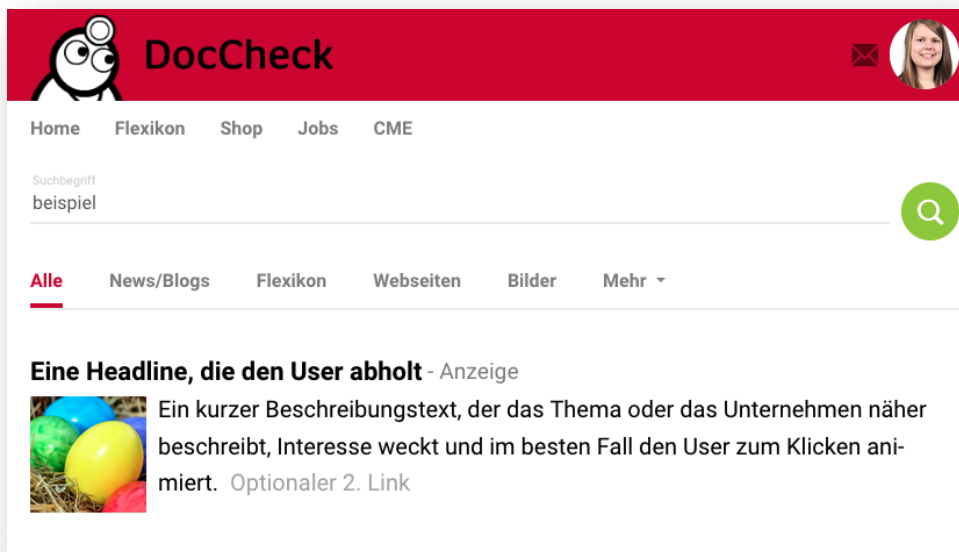 DocCheck
Home Flexikon Shop Jobs CME
Suchbegriff
beispiel
Alle News/Blogs Flexikon Webseiten Bilder Mehr
Eine Headline, die den User abholt - Anzeige
Ein kurzer Beschreibungstext, der das Thema oder das Unternehmen näher
beschreibt, Interesse weckt und im besten Fall den User zum Klicken ani-
miert. Optionaler 2. Link